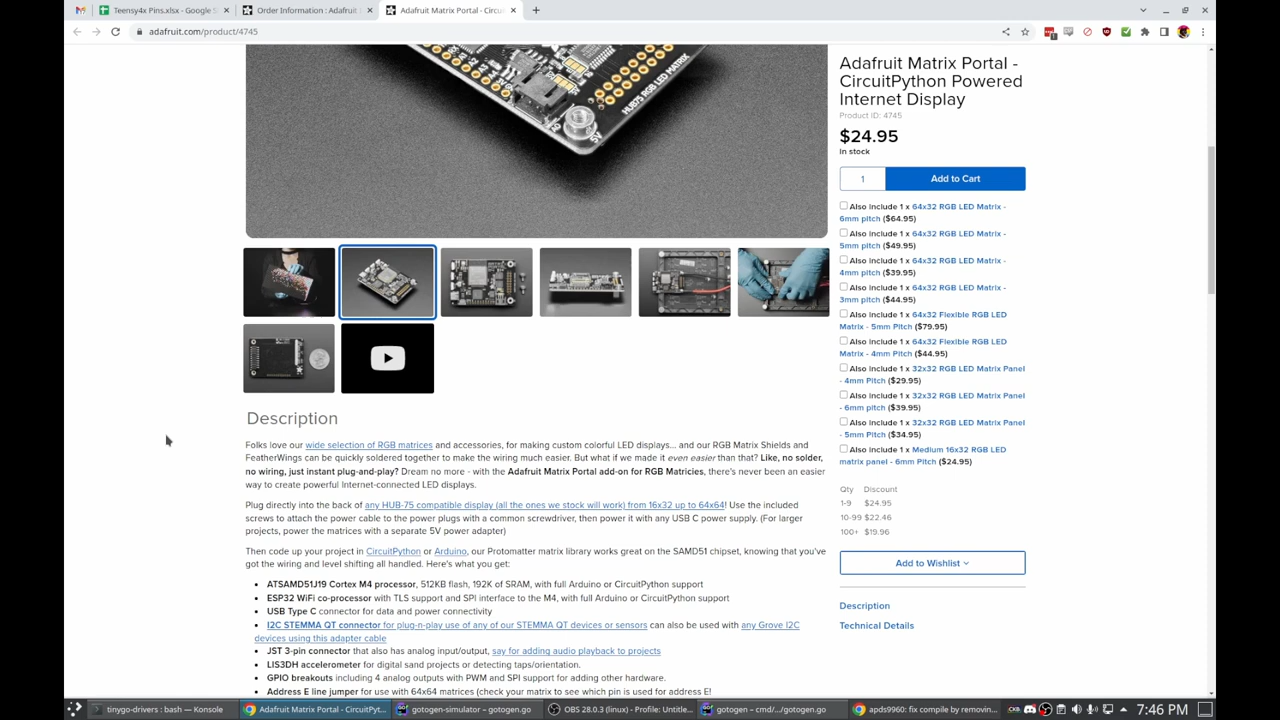 Teensy4x Pins.xlsx - Google S
Order Information : Adafruit
Adafruit Matrix Portal - Circu
adafruit.com/product/4745
HUB75 RGB LED MATRIX
5V
Adafruit Matrix Portal -
CircuitPython Powered
Internet Display
Product ID: 4745
$24.95
In stock
1
Add to Cart
Also include 1 x 64x32 RGB LED Matrix -
6mm pitch ($64.95)
Also include 1 x 64x32 RGB LED Matrix -
5mm pitch ($49.95)
Also include 1 x 64x32 RGB LED Matrix -
4mm pitch ($39.95)
Also include 1 x 64x32 RGB LED Matrix -
3mm pitch ($44.95)
Also include 1 x 64x32 Flexible RGB LED
Matrix - 5mm Pitch ($79.95)
Also include 1 x 64x32 Flexible RGB LED
Matrix - 4mm Pitch ($44.95)
Also include 1 x 32x32 RGB LED Matrix Panel
- 4mm Pitch ($29.95)
Also include 1 x 32x32 RGB LED Matrix Panel
- 6mm pitch ($39.95)
Also include 1 x 32x32 RGB LED Matrix Panel
- 5mm Pitch ($34.95)
Also include 1 x Medium 16x32 RGB LED
matrix panel - 6mm Pitch ($24.95)
Qty Discount
1-9 $24.95
10-99 $22.46
100+ $19.96
Add to Wishlist
Description
Technical Details
Description
Folks love our wide selection of RGB matrices and accessories, for making custom colorful LED displays... and our RGB Matrix Shields and
FeatherWings can be quickly soldered together to make the wiring much easier. But what if we made it even easier than that? Like, no solder,
no wiring, just instant plug-and-play? Dream no more - with the Adafruit Matrix Portal add-on for RGB Matricies, there's never been an easier
way to create powerful Internet-connected LED displays.
Plug directly into the back of any HUB-75 compatible display (all the ones we stock will work) from 16x32 up to 64x64! Use the included
screws to attach the power cable to the power plugs with a common screwdriver, then power it with any USB C power supply. (For larger
projects, power the matrices with a separate 5V power adapter)
Then code up your project in CircuitPython or Arduino, our Protomatter matrix library works great on the SAMD51 chipset, knowing that you've
got the wiring and level shifting all handled. Here's what you get:
• ATSAMD51J19 Cortex M4 processor, 512KB flash, 192K of SRAM, with full Arduino or CircuitPython support
• ESP32 WiFi co-processor with TLS support and SPI interface to the M4, with full Arduino or CircuitPython support
• USB Type C connector for data and power connectivity
• I2C STEMMA QT connector for plug-n-play use of any of our STEMMA QT devices or sensors can also be used with any Grove I2C
devices using this adapter cable
• JST 3-pin connector that also has analog input/output, say for adding audio playback to projects
• LIS3DH accelerometer for digital sand projects or detecting taps/orientation.
• GPIO breakouts including 4 analog outputs with PWM and SPI support for adding other hardware.
• Address E line jumper for use with 64x64 matrices (check your matrix to see which pin is used for address E!
tinygo-drivers : bash — Konsole
Adafruit Matrix Portal - CircuitPyt...
gotogen-simulator – gotogen.go
OBS 28.0.3 (linux) - Profile: Untitle...
gotogen – cmd/.../gotogen.go
apds9960: fix compile by removin...
7:46 PM